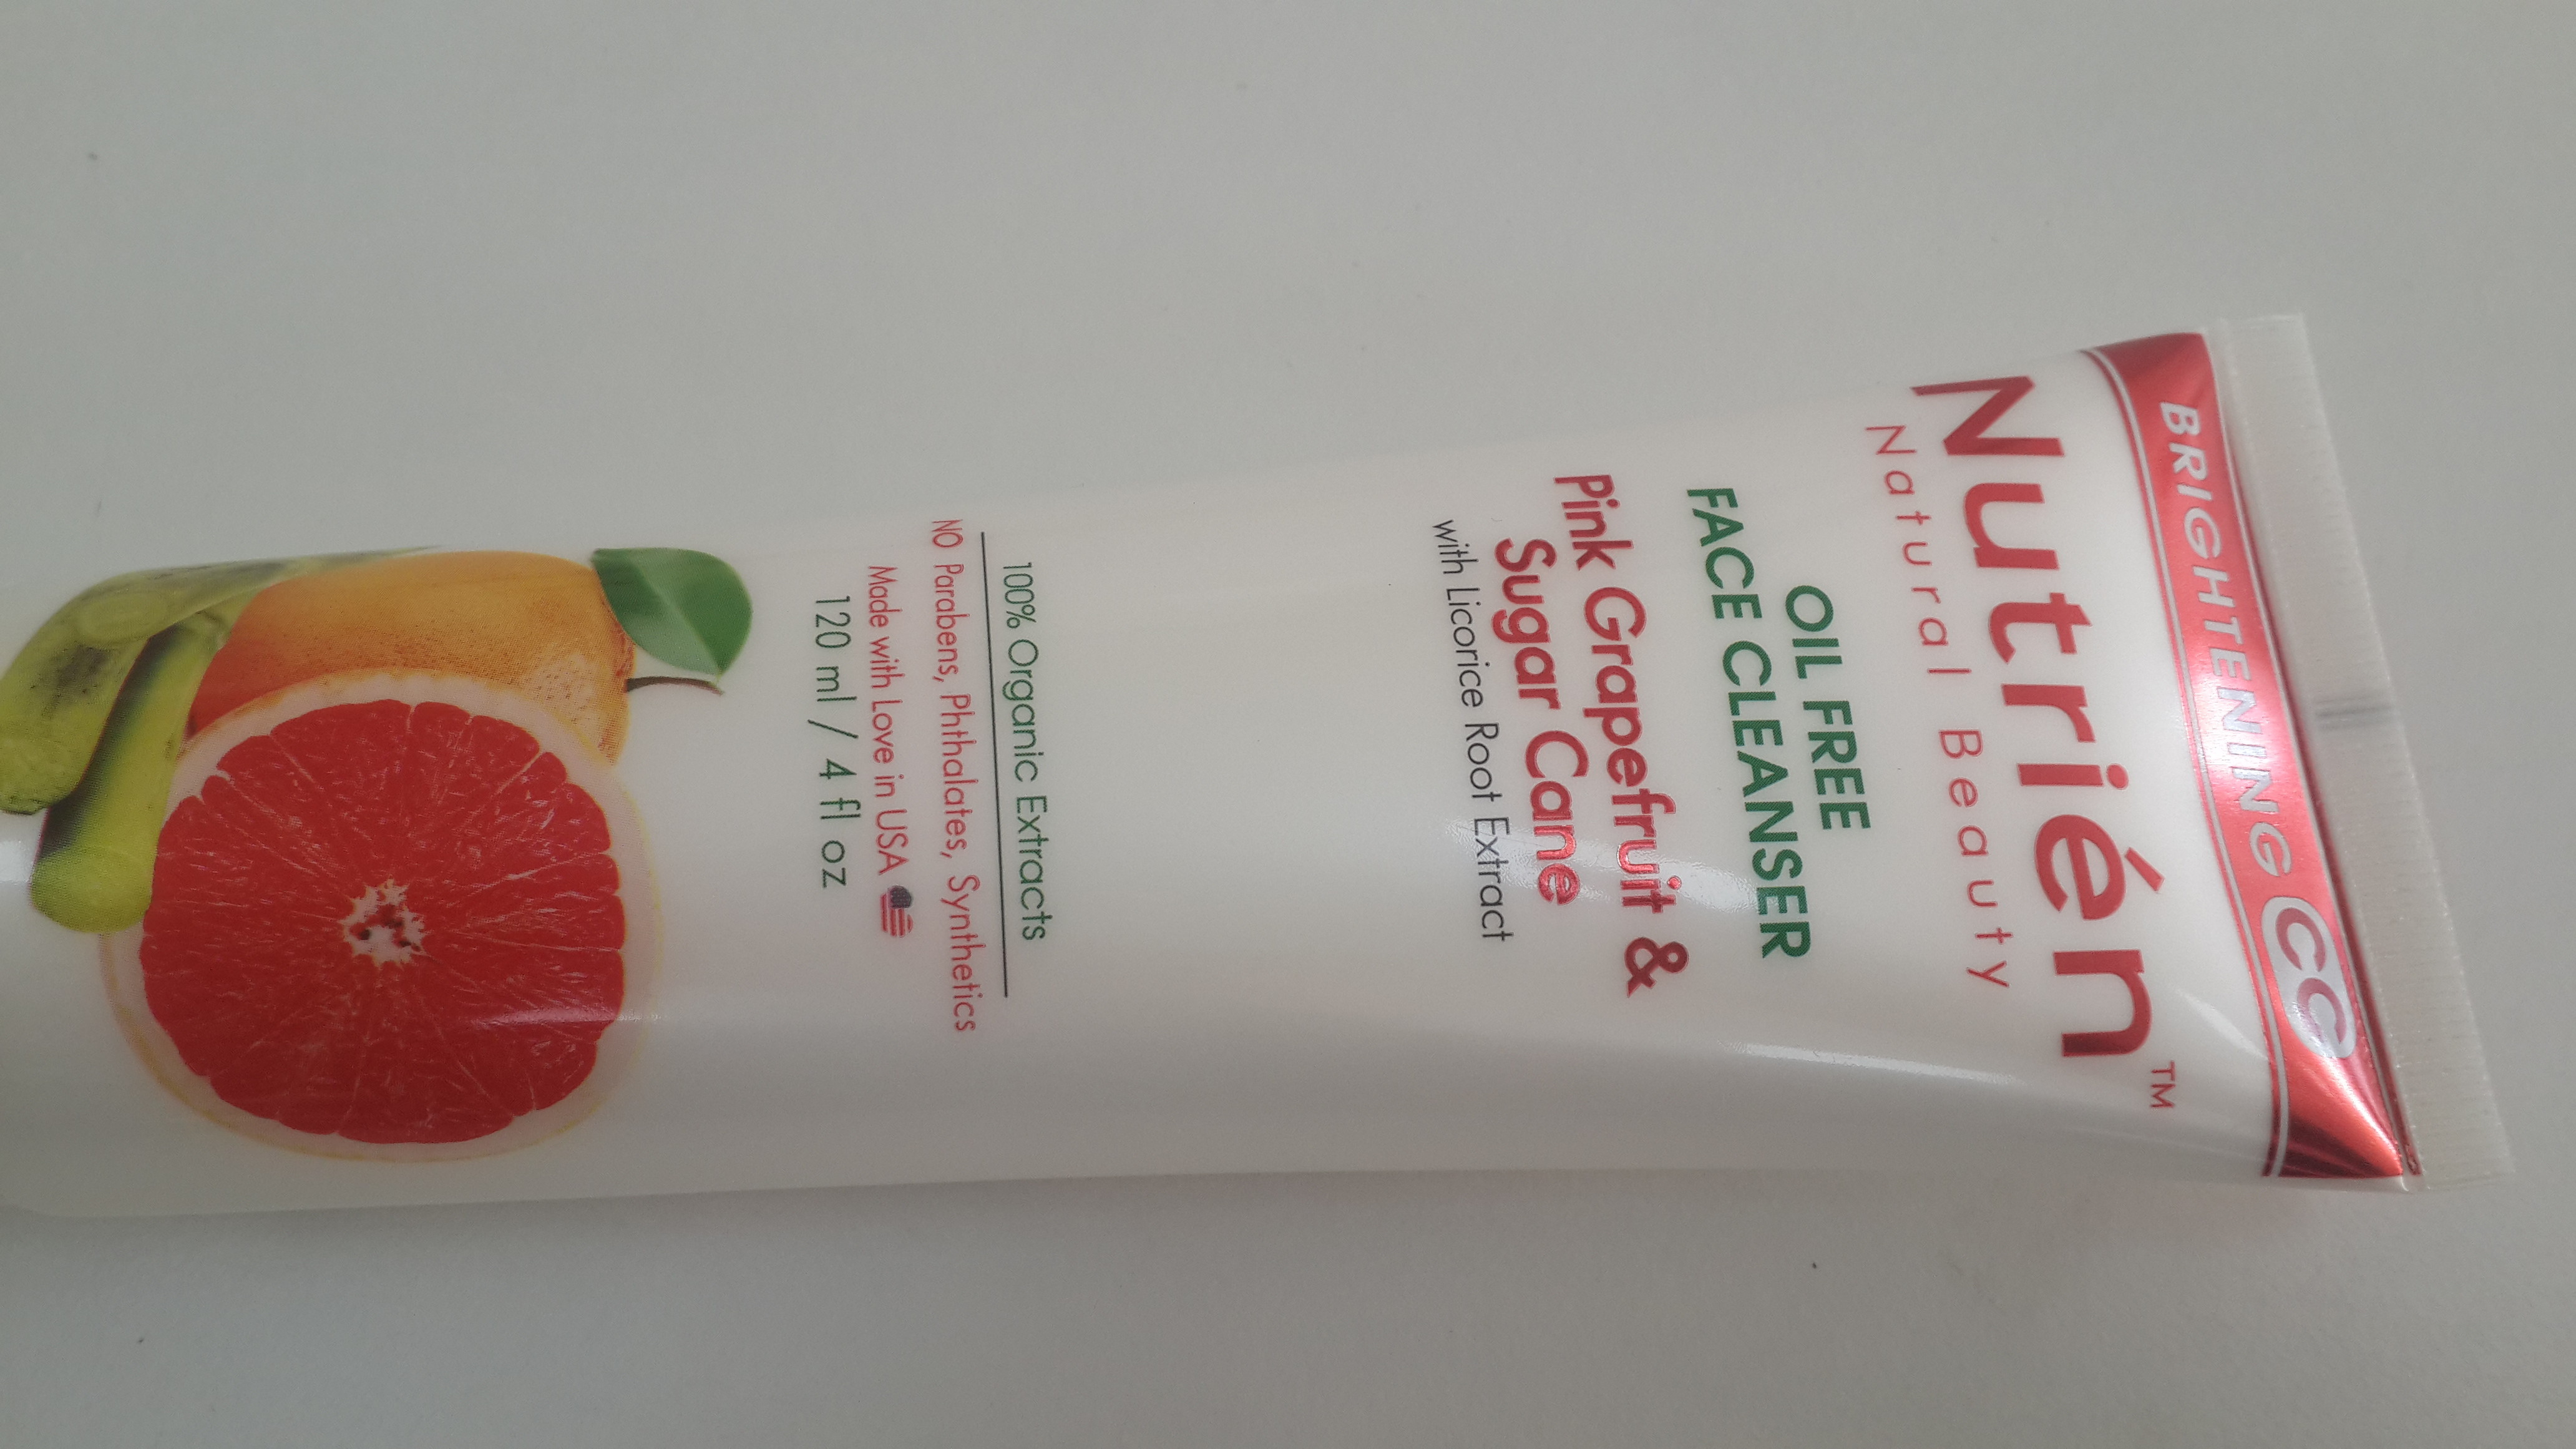 BRIGHTENING CC
Nutrién™
Natural Beauty
OIL FREE
FACE CLEANSER
Pink Grapefruit &
Sugar Cane
with Licorice Root Extract
100% Organic Extracts
NO Parabens, Phthalates, Synthetics
Made with Love in USA
120 ml / 4 fl oz